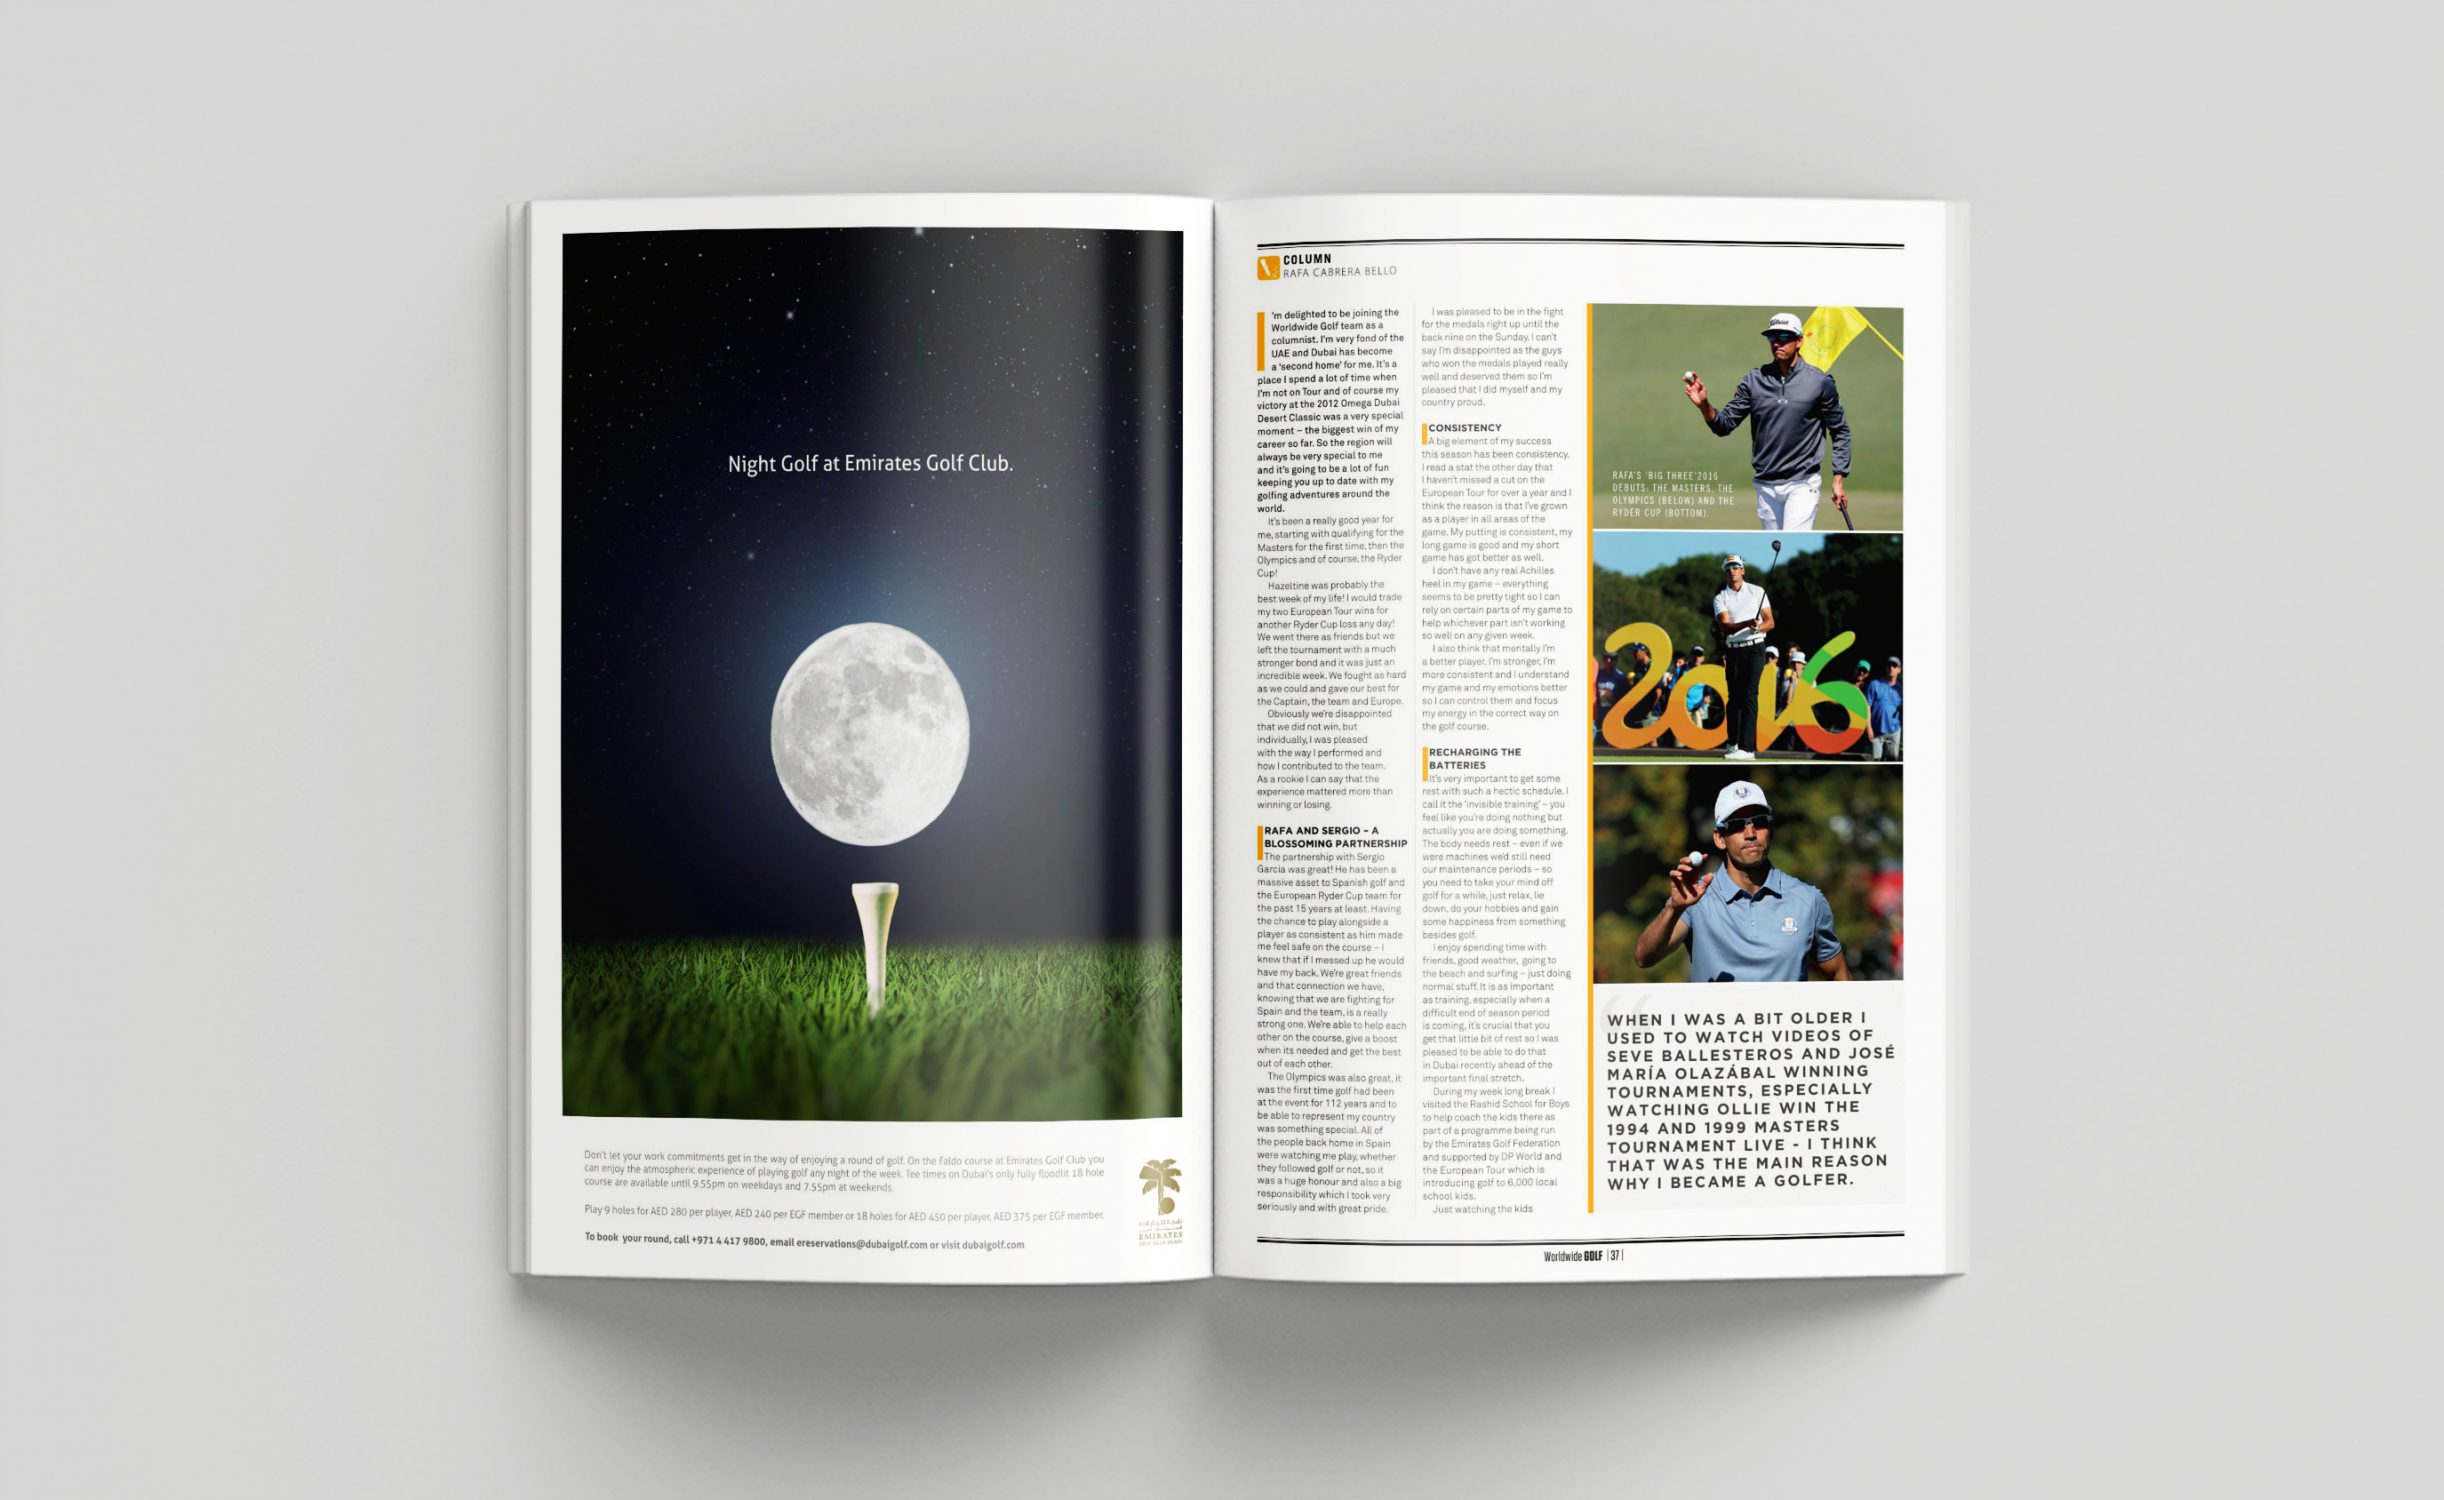 Night Golf at Emirates Golf Club.
Don't let your work commitments get in the way of enjoying a round of golf. On the Faldo course at Emirates Golf Club you
can enjoy the atmospheric experience of playing golf any night of the week. Tee times on Dubai's only fully floodlit 18 hole
course are available until 9.55pm on weekdays and 7.55pm at weekends.
Play 9 holes for AED 280 per player, AED 240 per EGF member or 18 holes for AED 450 per player, AED 375 per EGF member.
To book your round, call +971 4 417 9800, email ereservations@dubaigolf.com or visit dubaigolf.com
EMIRATES
GOLF CLUB DUBAI
COLUMN
RAFA CABRERA BELLO
I'm delighted to be joining the
Worldwide Golf team as a
columnist. I'm very fond of the
UAE and Dubai has become
a 'second home' for me. It's a
place I spend a lot of time when
I'm not on Tour and of course my
victory at the 2012 Omega Dubai
Desert Classic was a very special
moment – the biggest win of my
career so far. So the region will
always be very special to me
and it's going to be a lot of fun
keeping you up to date with my
golfing adventures around the
world.
It's been a really good year for
me, starting with qualifying for the
Masters for the first time, then the
Olympics and of course, the Ryder
Cup!
Hazeltine was probably the
best week of my life! I would trade
my two European Tour wins for
another Ryder Cup loss any day!
We went there as friends but we
left the tournament with a much
stronger bond and it was just an
incredible week. We fought as hard
as we could and gave our best for
the Captain, the team and Europe.
Obviously we're disappointed
that we did not win, but
individually, I was pleased
with the way I performed and
how I contributed to the team.
As a rookie I can say that the
experience mattered more than
winning or losing.
RAFA AND SERGIO – A
BLOSSOMING PARTNERSHIP
The partnership with Sergio
Garcia was great! He has been a
massive asset to Spanish golf and
the European Ryder Cup team for
the past 15 years at least. Having
the chance to play alongside a
player as consistent as him made
me feel safe on the course – I
knew that if I messed up he would
have my back. We're great friends
and that connection we have,
knowing that we are fighting for
Spain and the team, is a really
strong one. We're able to help each
other on the course, give a boost
when its needed and get the best
out of each other.
The Olympics was also great, it
was the first time golf had been
at the event for 112 years and to
be able to represent my country
was something special. All of
the people back home in Spain
were watching me play, whether
they followed golf or not, so it
was a huge honour and also a big
responsibility which I took very
seriously and with great pride.
I was pleased to be in the fight
for the medals right up until the
back nine on the Sunday. I can't
say I'm disappointed as the guys
who won the medals played really
well and deserved them so I'm
pleased that I did myself and my
country proud.
CONSISTENCY
A big element of my success
this season has been consistency.
I read a stat the other day that
I haven't missed a cut on the
European Tour for over a year and I
think the reason is that I've grown
as a player in all areas of the
game. My putting is consistent, my
long game is good and my short
game has got better as well.
I don't have any real Achilles
heel in my game – everything
seems to be pretty tight so I can
rely on certain parts of my game to
help whichever part isn't working
so well on any given week.
I also think that mentally I'm
a better player. I'm stronger, I'm
more consistent and I understand
my game and my emotions better
so I can control them and focus
my energy in the correct way on
the golf course.
RECHARGING THE
BATTERIES
It's very important to get some
rest with such a hectic schedule. I
call it the 'invisible training' – you
feel like you're doing nothing but
actually you are doing something.
The body needs rest – even if we
were machines we'd still need
our maintenance periods – so
you need to take your mind off
golf for a while, just relax, lie
down, do your hobbies and gain
some happiness from something
besides golf.
I enjoy spending time with
friends, good weather, going to
the beach and surfing – just doing
normal stuff. It is as important
as training, especially when a
difficult end of season period
is coming, it's crucial that you
get that little bit of rest so I was
pleased to be able to do that
in Dubai recently ahead of the
important final stretch.
During my week long break I
visited the Rashid School for Boys
to help coach the kids there as
part of a programme being run
by the Emirates Golf Federation
and supported by DP World and
the European Tour which is
introducing golf to 6,000 local
school kids.
Just watching the kids
RAFA'S 'BIG THREE' 2016
DEBUTS: THE MASTERS, THE
OLYMPICS (BELOW) AND THE
RYDER CUP (BOTTOM).
2016
WHEN I WAS A BIT OLDER I
USED TO WATCH VIDEOS OF
SEVE BALLESTEROS AND JOSÉ
MARÍA OLAZÁBAL WINNING
TOURNAMENTS, ESPECIALLY
WATCHING OLLIE WIN THE
1994 AND 1999 MASTERS
TOURNAMENT LIVE - I THINK
THAT WAS THE MAIN REASON
WHY I BECAME A GOLFER.
Worldwide GOLF | 37 |